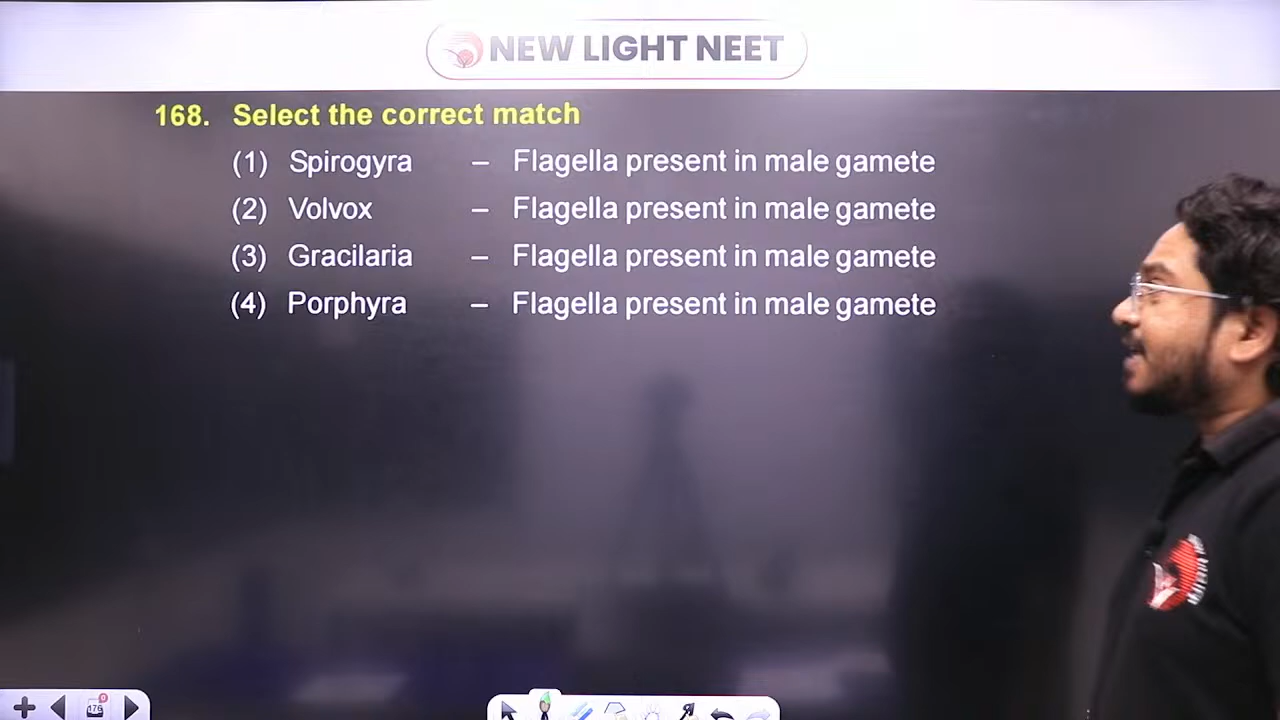 NEW LIGHT NEET
168. Select the correct match
(1) Spirogyra – Flagella present in male gamete
(2) Volvox – Flagella present in male gamete
(3) Gracilaria – Flagella present in male gamete
(4) Porphyra – Flagella present in male gamete